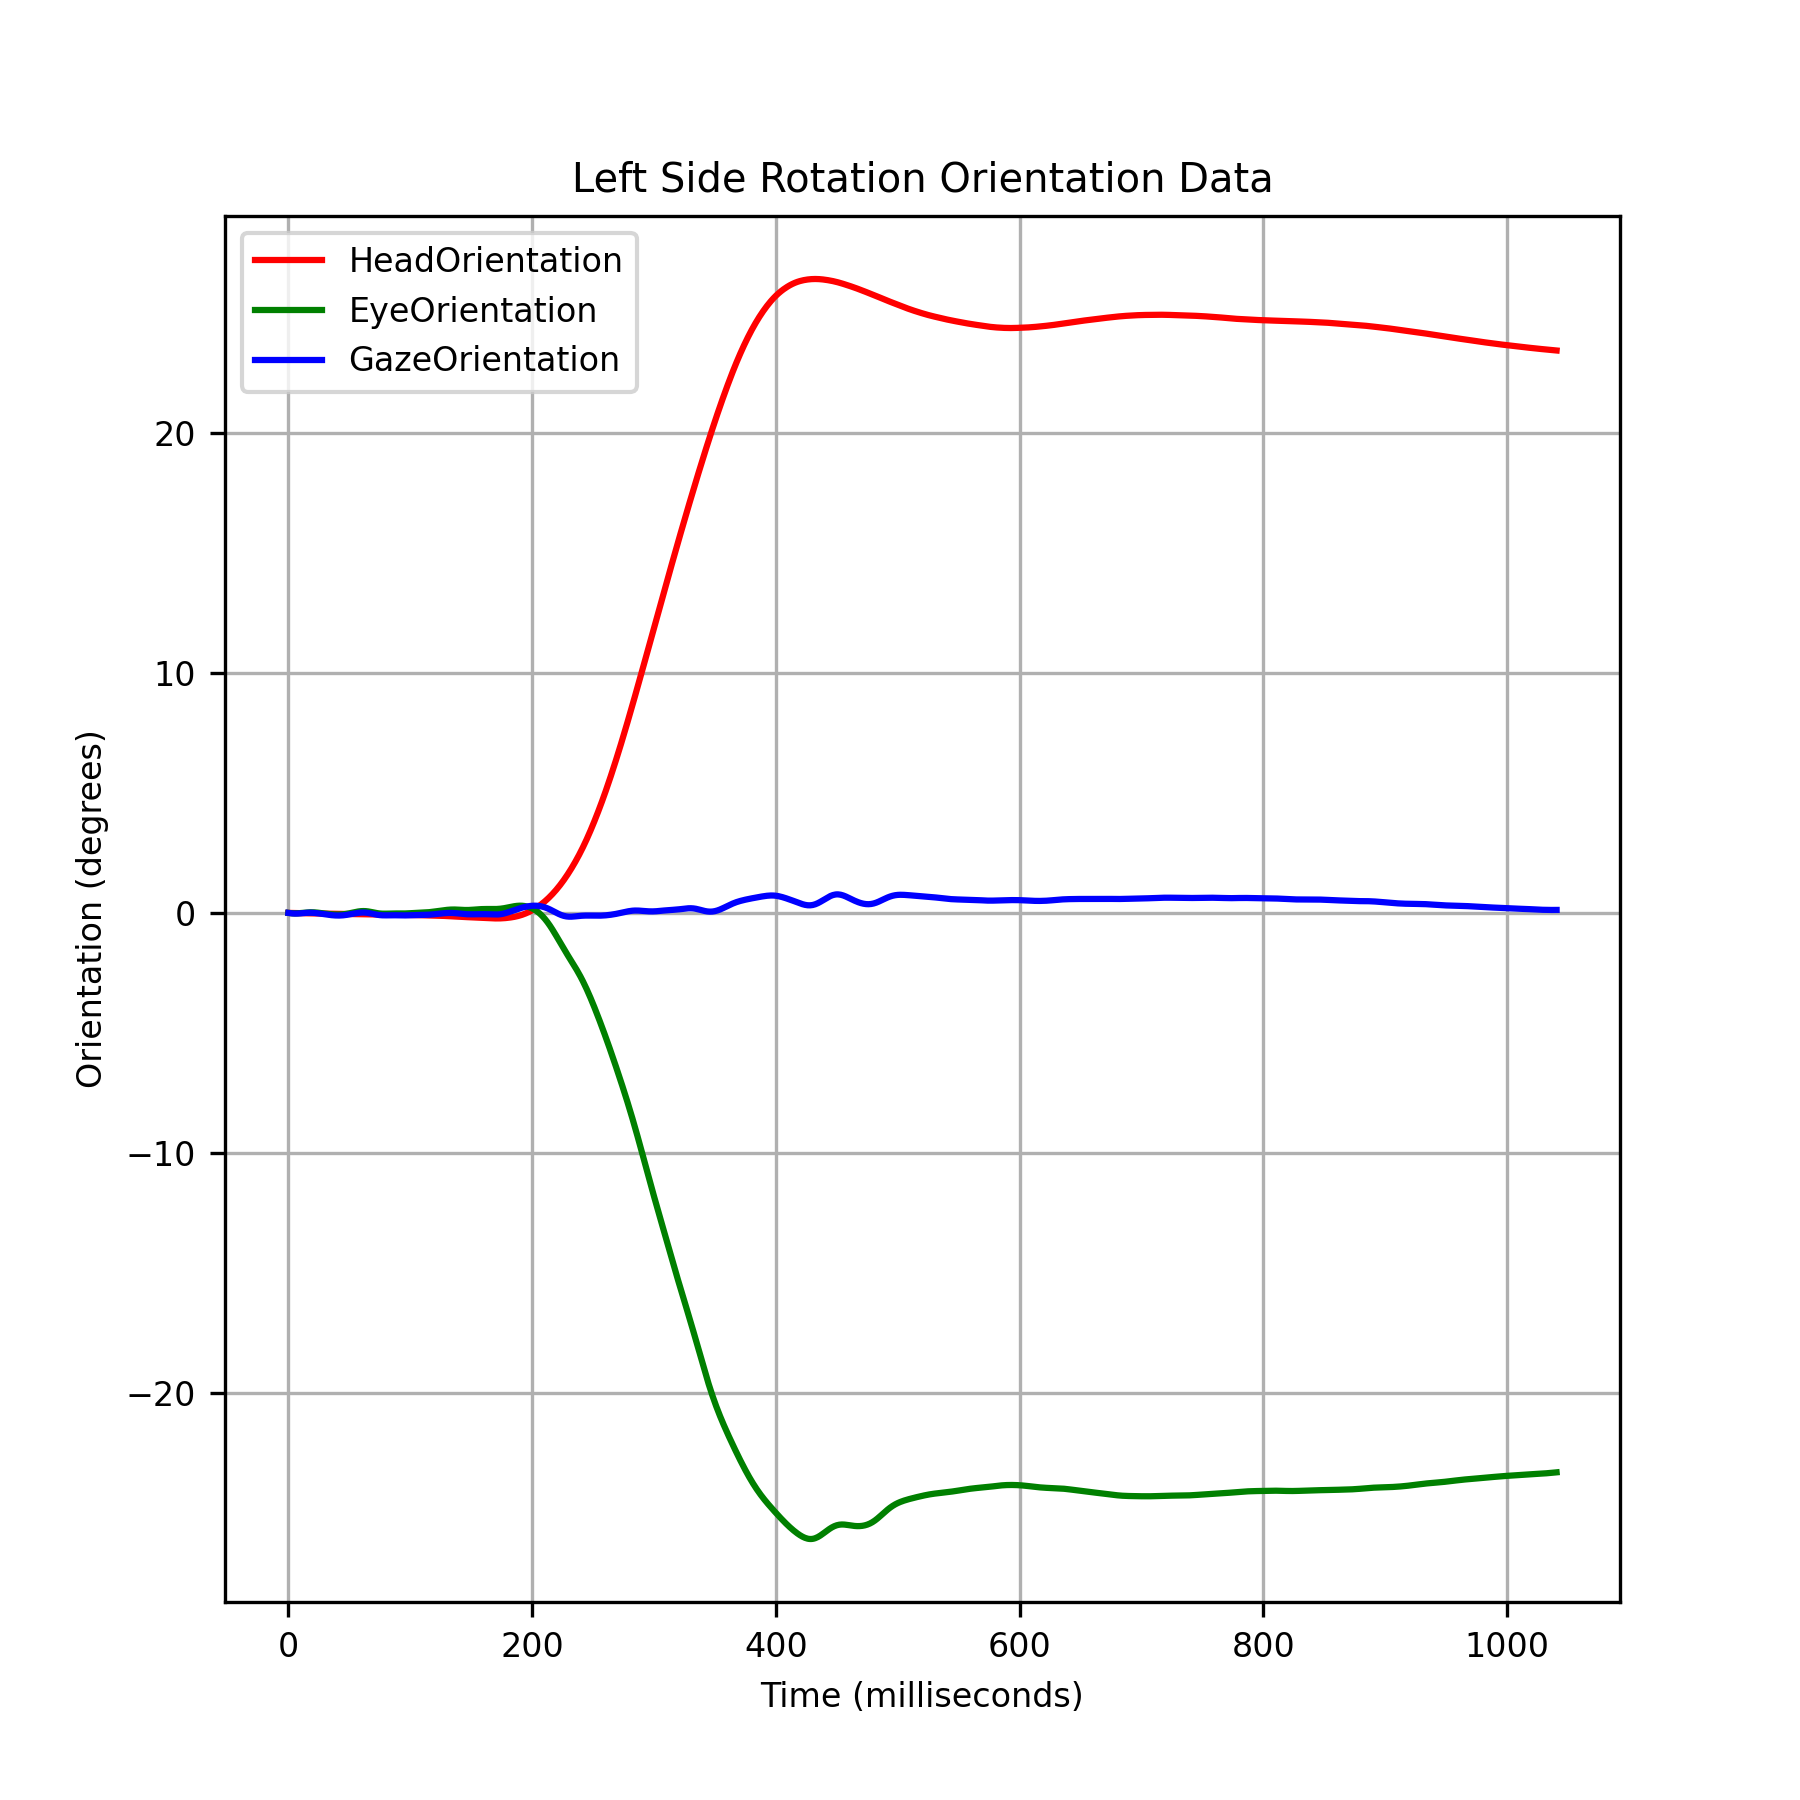 Left Side Rotation Orientation Data
HeadOrientation
EyeOrientation
GazeOrientation
20
10
0
−10
−20
Orientation (degrees)
0 200 400 600 800 1000
Time (milliseconds)